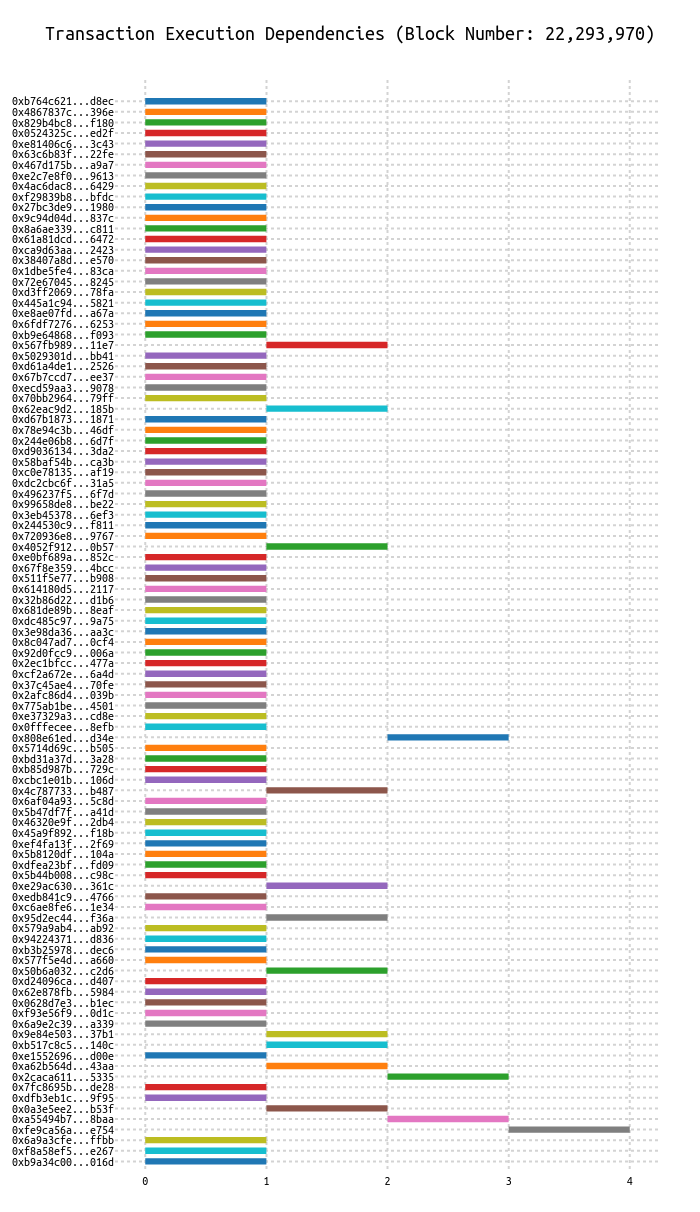 Transaction Execution Dependencies (Block Number: 22,293,970)
0xb764c621...d8ec
0x4867837c...396e
0x829b4bc8...f180
0x0524325c...ed2f
0xe81406c6...3c43
0x63c6b83f...22fe
0x467d175b...a9a7
0xe2c7e8f0...9613
0x4ac6dac8...6429
0xf29839b8...bfdc
0x27bc3de9...1980
0x9c94d04d...837c
0x8a6ae339...c811
0x61a81dcd...6472
0xca9d63aa...2423
0x38407a8d...e570
0x1dbe5fe4...83ca
0x72e67045...8245
0xd3ff2069...78fa
0x445a1c94...5821
0xe8ae07fd...a67a
0x6fdf7276...6253
0xb9e64868...f093
0x567fb989...11e7
0x5029301d...bb41
0xd61a4de1...2526
0x67b7ccd7...ee37
0xecd59aa3...9078
0x70bb2964...79ff
0x62eac9d2...185b
0xd67b1873...1871
0x78e94c3b...46df
0x244e06b8...6d7f
0xd9036134...3da2
0x58baf54b...ca3b
0xc0e78135...af19
0xdc2cbc6f...31a5
0x496237f5...6f7d
0x99658de8...be22
0x3eb45378...6ef3
0x244530c9...f811
0x720936e8...9767
0x4052f912...0b57
0xe0bf689a...852c
0x67f8e359...4bcc
0x511f5e77...b908
0x614180d5...2117
0x32b86d22...d1b6
0x681de89b...8eaf
0xdc485c97...9a75
0x3e98da36...aa3c
0x8c047ad7...0cf4
0x92d0fcc9...006a
0x2ec1bfcc...477a
0xcf2a672e...6a4d
0x37c45ae4...70fe
0x2afc86d4...039b
0x775ab1be...4501
0xe37329a3...cd8e
0x0fffecee...8efb
0x808e61ed...d34e
0x5714d69c...b505
0xbd31a37d...3a28
0xb85d987b...729c
0xcbc1e01b...106d
0x4c787733...b487
0x6af04a93...5c8d
0x5b47df7f...a41d
0x46320e9f...2db4
0x45a9f892...f18b
0xef4fa13f...2f69
0x5b8120df...104a
0xdfea23bf...fd09
0x5b44b008...c98c
0xe29ac630...361c
0xedb841c9...4766
0xc6ae8fe6...1e34
0x95d2ec44...f36a
0x579a9ab4...ab92
0x94224371...d836
0xb3b25978...dec6
0x577f5e4d...a660
0x50b6a032...c2d6
0xd24096ca...d407
0x62e878fb...5984
0x0628d7e3...b1ec
0xf93e56f9...0d1c
0x6a9e2c39...a339
0x9e84e503...37b1
0xb517c8c5...140c
0xe1552696...d00e
0xa62b564d...43aa
0x2caca611...5335
0x7fc8695b...de28
0xdfb3eb1c...9f95
0x0a3e5ee2...b53f
0xa55494b7...8baa
0xfe9ca56a...e754
0x6a9a3cfe...ffbb
0xf8a58ef5...e267
0xb9a34c00...016d
0 1 2 3 4